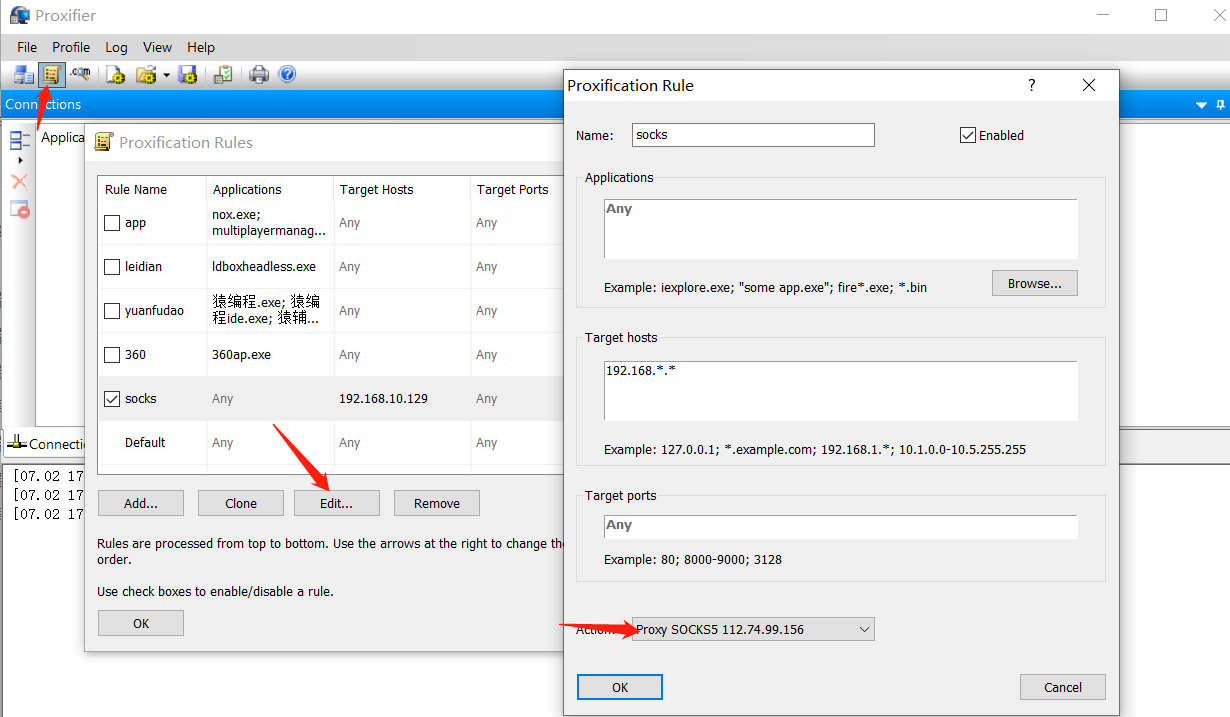 Proxifier
File Profile Log View Help
Connections
Applica
Proxification Rules
Rule Name Applications Target Hosts Target Ports
app nox.exe; multiplayermanag... Any Any
leidian ldboxheadless.exe Any Any
yuanfudao 猿编程.exe; 猿编程ide.exe; 猿辅... Any Any
360 360ap.exe Any Any
socks Any 192.168.10.129 Any
Default Any Any Any
Add... Clone Edit... Remove
Rules are processed from top to bottom. Use the arrows at the right to change the
order.
Use check boxes to enable/disable a rule.
OK
Connecti
[07.02 17
[07.02 17
[07.02 17
Proxification Rule
Name: socks Enabled
Applications
Any
Example: iexplore.exe; "some app.exe"; fire*.exe; *.bin Browse...
Target hosts
192.168.*.*
Example: 127.0.0.1; *.example.com; 192.168.1.*; 10.1.0.0-10.5.255.255
Target ports
Any
Example: 80; 8000-9000; 3128
Action: Proxy SOCKS5 112.74.99.156
OK Cancel